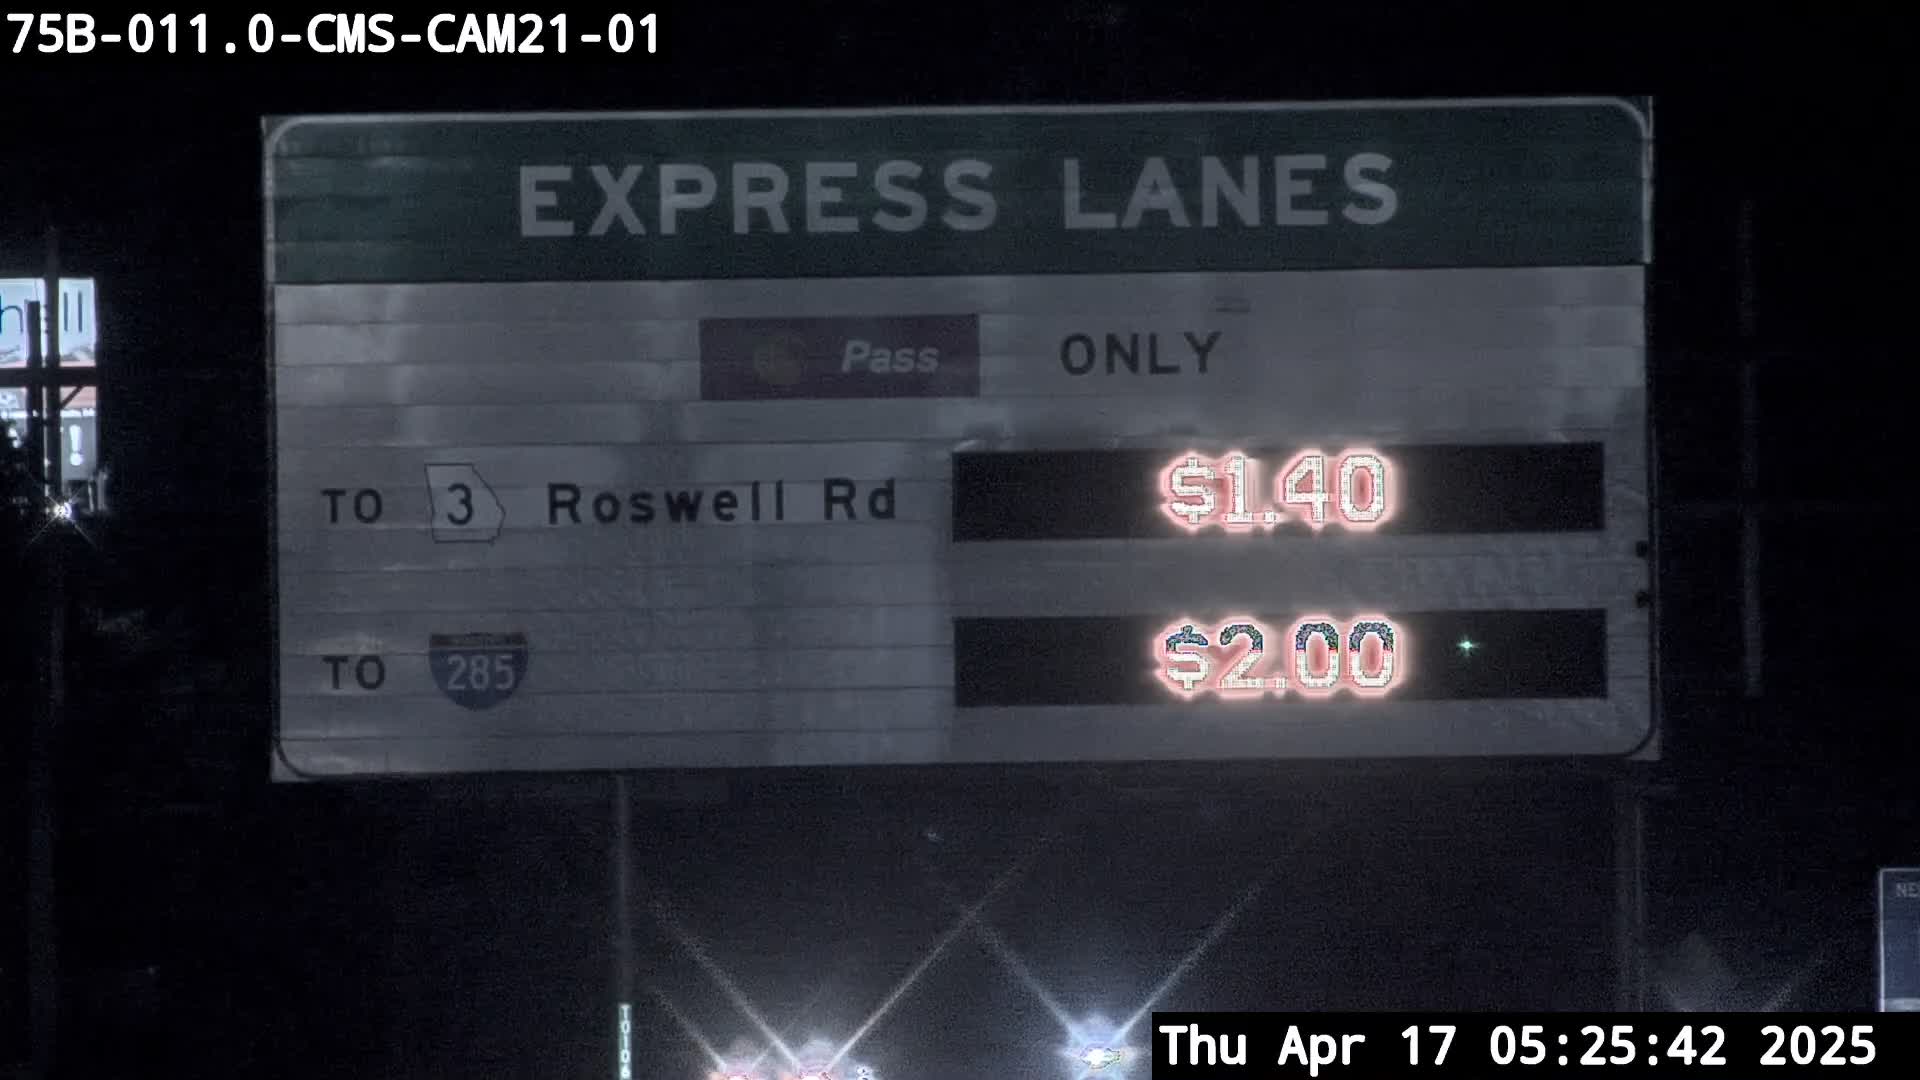 75B-011.0-CMS-CAM21-01
EXPRESS LANES
Pass ONLY
TO 3 Roswell Rd $1.40
TO 285 $2.00
Thu Apr 17 05:25:42 2025